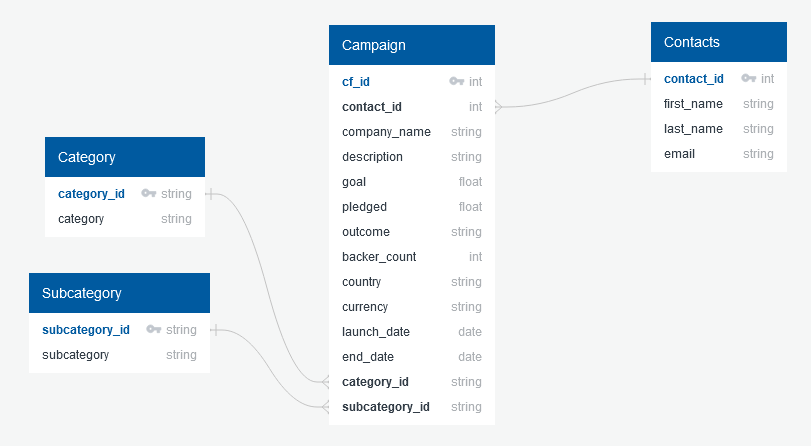 Campaign
cf_id int
contact_id int
company_name string
description string
goal float
pledged float
outcome string
backer_count int
country string
currency string
launch_date date
end_date date
category_id string
subcategory_id string
Contacts
contact_id int
first_name string
last_name string
email string
Category
category_id string
category string
Subcategory
subcategory_id string
subcategory string